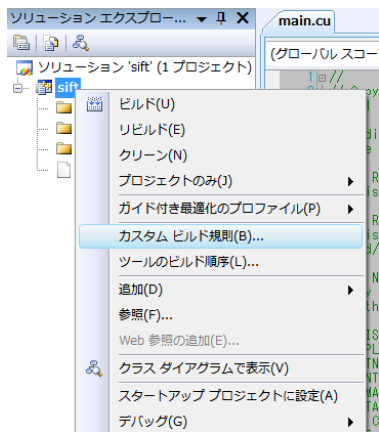 ソリューション エクスプロー...
main.cu
(グローバル スコー
ソリューション 'sift' (1 プロジェクト)
sift
1
//
ビルド(U)
リビルド(E)
クリーン(N)
プロジェクトのみ(J)
ガイド付き最適化のプロファイル(P)
カスタム ビルド規則(B)...
ツールのビルド順序(L)...
追加(D)
参照(F)...
Web 参照の追加(E)...
クラス ダイアグラムで表示(V)
スタートアップ プロジェクトに設定(A)
デバッグ(G)